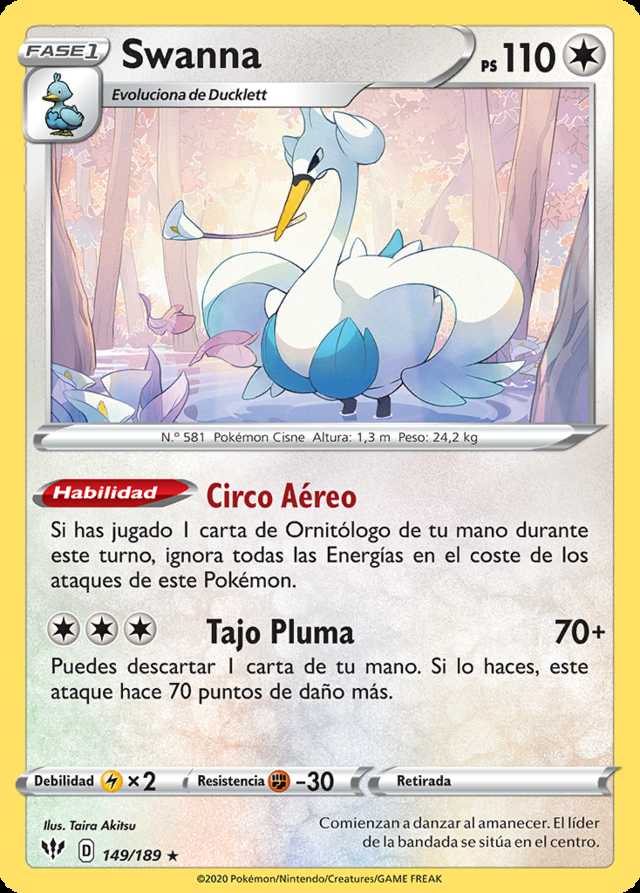 FASE 1
Swanna
PS 110
Evoluciona de Ducklett
N.º 581 Pokémon Cisne Altura: 1,3 m Peso: 24,2 kg
Habilidad Circo Aéreo
Si has jugado 1 carta de Ornitólogo de tu mano durante
este turno, ignora todas las Energías en el coste de los
ataques de este Pokémon.
Tajo Pluma 70+
Puedes descartar 1 carta de tu mano. Si lo haces, este
ataque hace 70 puntos de daño más.
Debilidad ×2 Resistencia -30 Retirada
Ilus. Taira Akitsu
D 149/189 ★
Comienzan a danzar al amanecer. El líder
de la bandada se sitúa en el centro.
©2020 Pokémon/Nintendo/Creatures/GAME FREAK